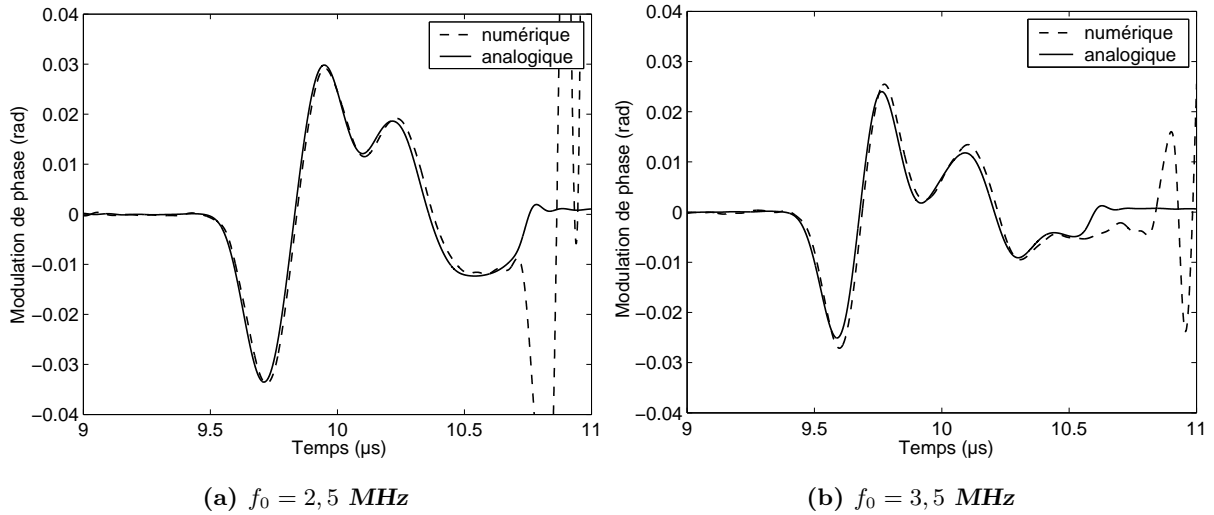 0.04
0.03
0.02
0.01
0
−0.01
−0.02
−0.03
−0.04
9
9.5
10
10.5
11
Modulation de phase (rad)
Temps (µs)
numérique
analogique
(a) f₀ = 2, 5 MHz
0.04
0.03
0.02
0.01
0
−0.01
−0.02
−0.03
−0.04
9
9.5
10
10.5
11
Modulation de phase (rad)
Temps (µs)
numérique
analogique
(b) f₀ = 3, 5 MHz